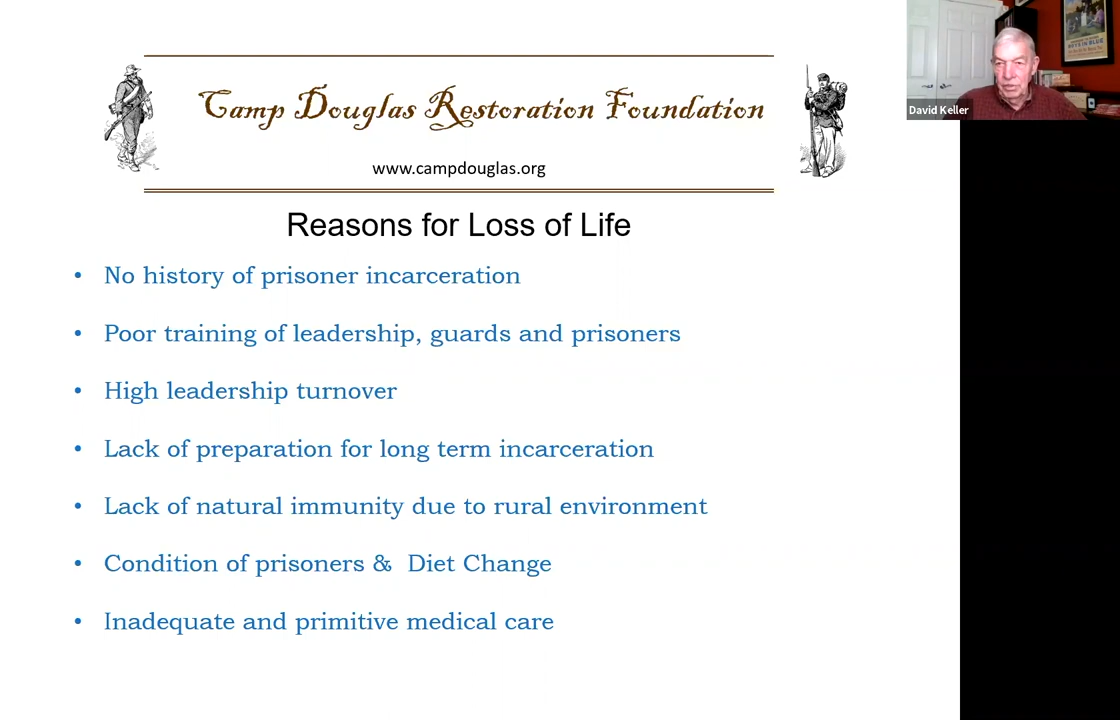 Camp Douglas Restoration Foundation
www.campdouglas.org
Reasons for Loss of Life
• No history of prisoner incarceration
• Poor training of leadership, guards and prisoners
• High leadership turnover
• Lack of preparation for long term incarceration
• Lack of natural immunity due to rural environment
• Condition of prisoners &  Diet Change
• Inadequate and primitive medical care
David Keller